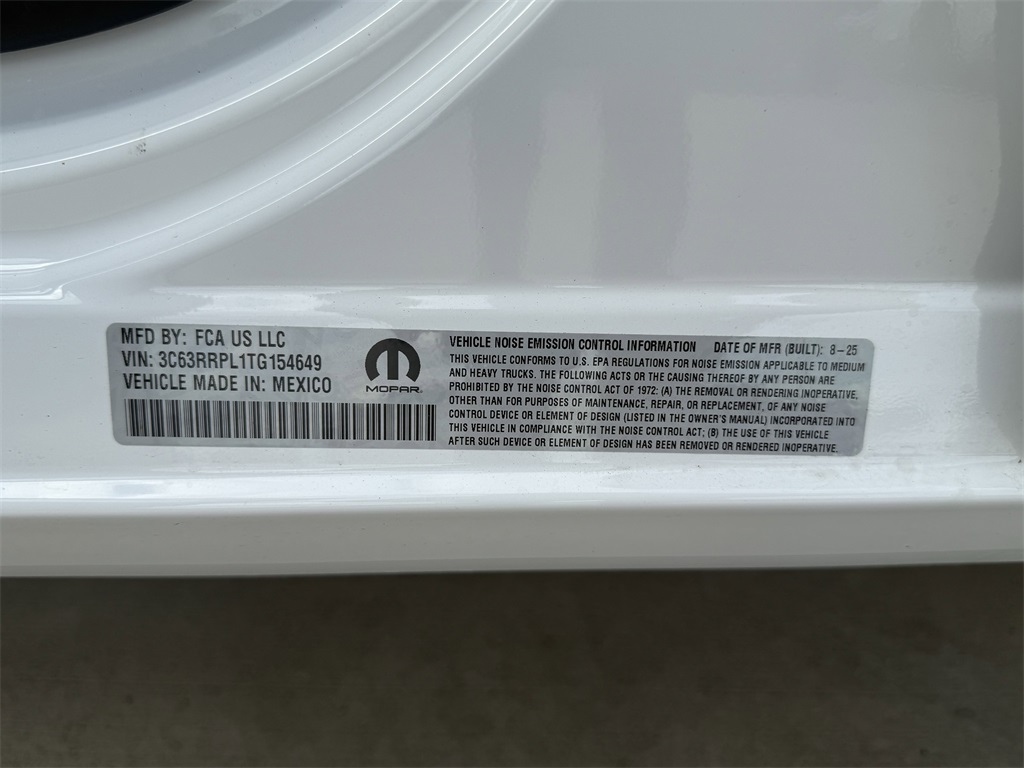 MFD BY: FCA US LLC
VIN: 3C63RRPL1TG154649
VEHICLE MADE IN: MEXICO
MOPAR
VEHICLE NOISE EMISSION CONTROL INFORMATION DATE OF MFR (BUILT): 8-25
THIS VEHICLE CONFORMS TO U.S. EPA REGULATIONS FOR NOISE EMISSION APPLICABLE TO MEDIUM
AND HEAVY TRUCKS. THE FOLLOWING ACTS OR THE CAUSING THEREOF BY ANY PERSON ARE
PROHIBITED BY THE NOISE CONTROL ACT OF 1972: (A) THE REMOVAL OR RENDERING INOPERATIVE,
OTHER THAN FOR PURPOSES OF MAINTENANCE, REPAIR, OR REPLACEMENT, OF ANY NOISE
CONTROL DEVICE OR ELEMENT OF DESIGN (LISTED IN THE OWNER'S MANUAL) INCORPORATED INTO
THIS VEHICLE IN COMPLIANCE WITH THE NOISE CONTROL ACT; (B) THE USE OF THIS VEHICLE
AFTER SUCH DEVICE OR ELEMENT OF DESIGN HAS BEEN REMOVED OR RENDERED INOPERATIVE.